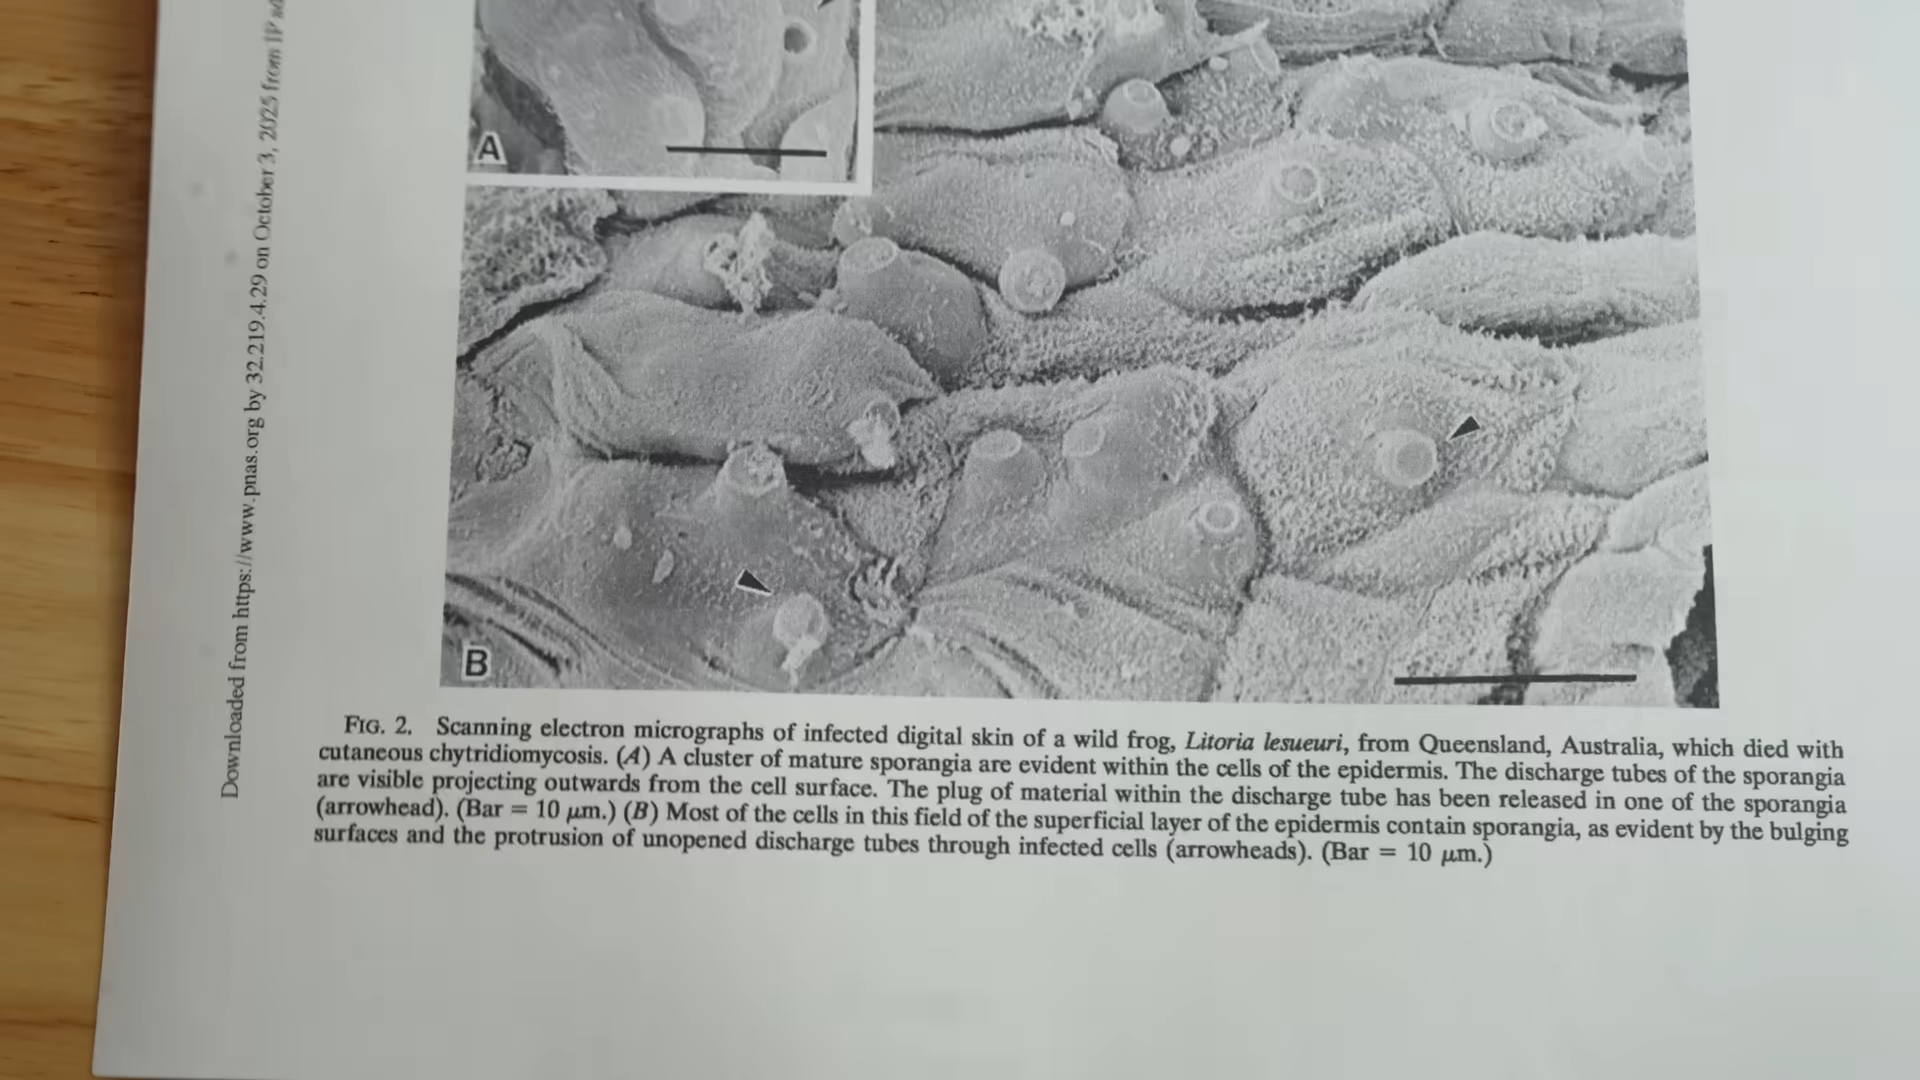 Downloaded from https://www.pnas.org by 32.219.4.29 on October 3, 2025 from IP
A
B
FIG. 2. Scanning electron micrographs of infected digital skin of a wild frog, Litoria lesueuri, from Queensland, Australia, which died with
cutaneous chytridiomycosis. (A) A cluster of mature sporangia are evident within the cells of the epidermis. The discharge tubes of the sporangia
are visible projecting outwards from the cell surface. The plug of material within the discharge tube has been released in one of the sporangia
(arrowhead). (Bar = 10 μm.) (B) Most of the cells in this field of the superficial layer of the epidermis contain sporangia, as evident by the bulging
surfaces and the protrusion of unopened discharge tubes through infected cells (arrowheads). (Bar = 10 μm.)